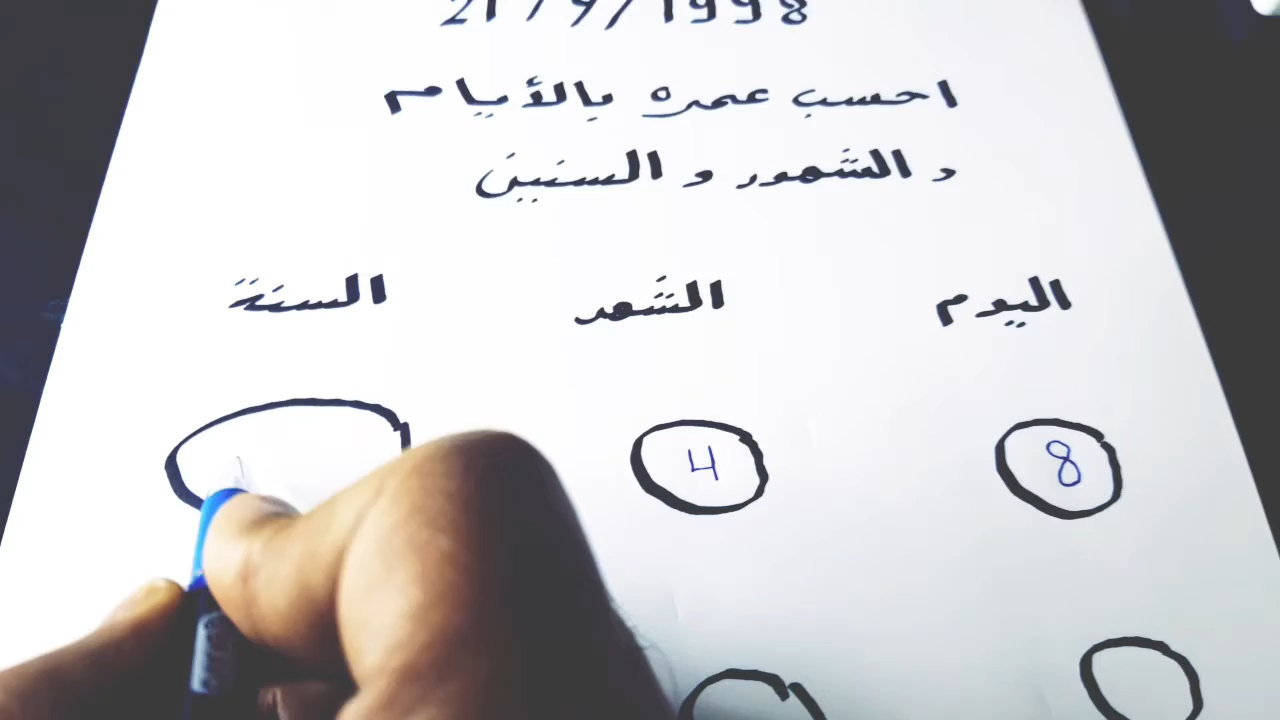 21/9/1998
احسب عمره بالأيام
و الشهور و السنين
اليوم الشهر السنة
8 4